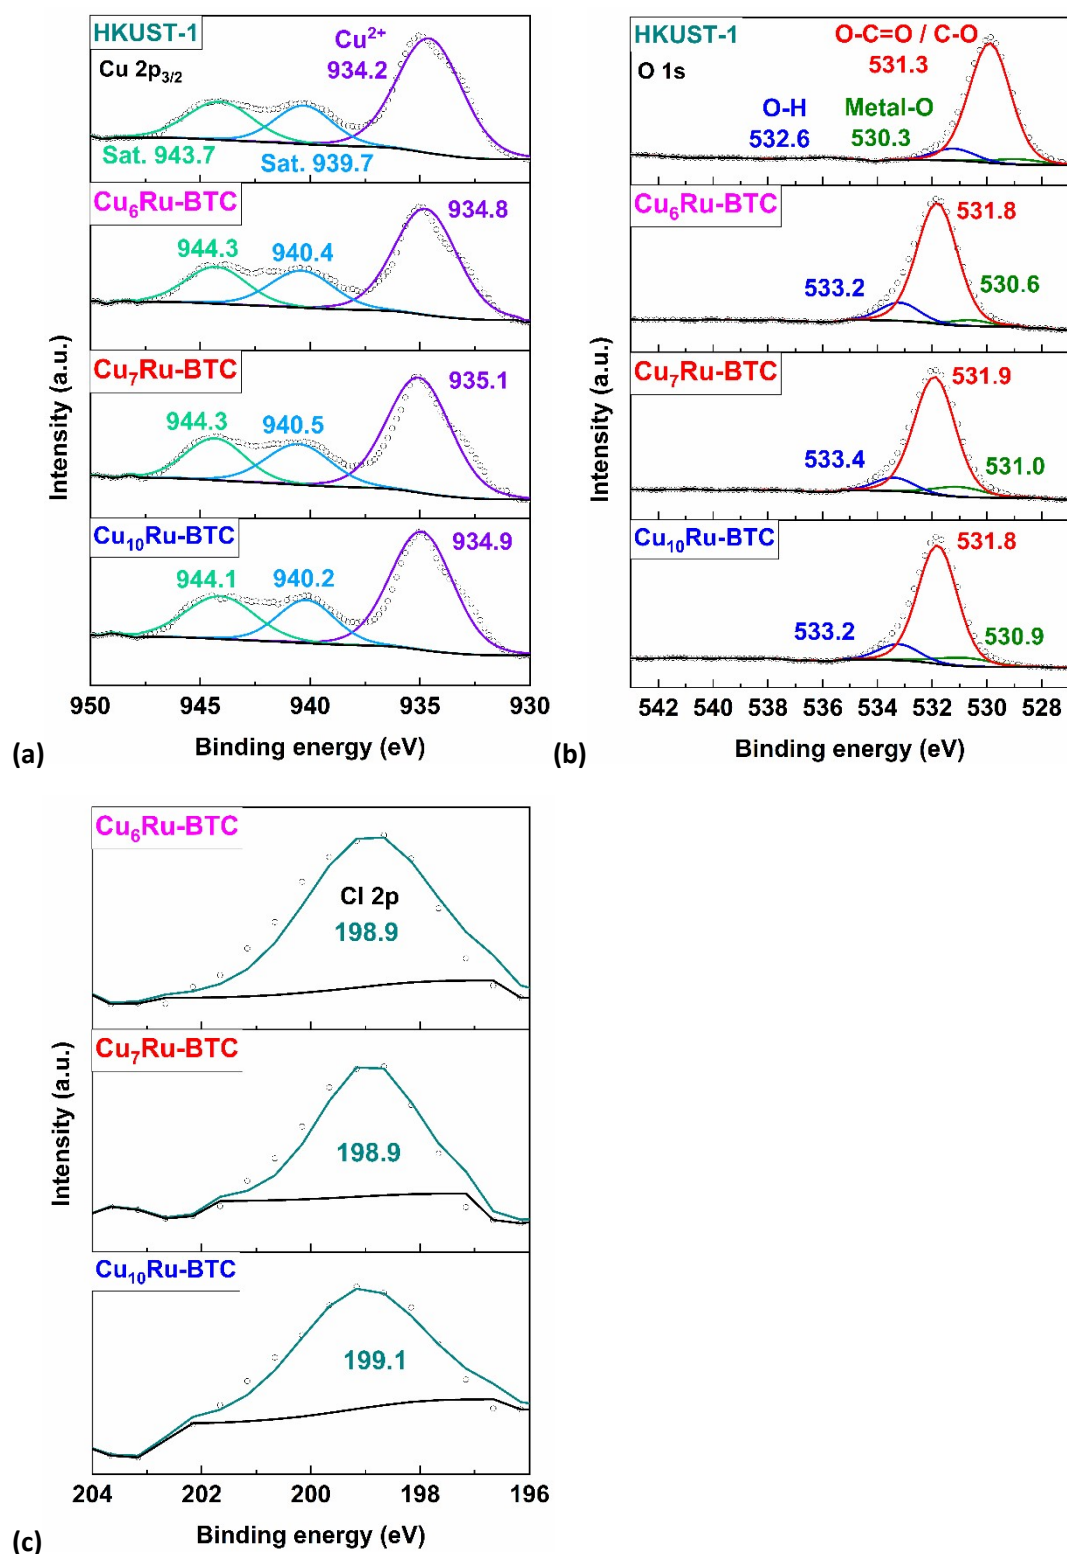 HKUST-1
Cu 2p3/2
Cu2+
934.2
Sat. 943.7
Sat. 939.7
Cu6Ru-BTC
934.8
944.3
940.4
Cu7Ru-BTC
935.1
944.3
940.5
Cu10Ru-BTC
934.9
944.1
940.2
950
945
940
935
930
Binding energy (eV)
Intensity (a.u.)
(a)
HKUST-1
O 1s
O-C=O / C-O
531.3
O-H
532.6
Metal-O
530.3
Cu6Ru-BTC
531.8
533.2
530.6
Cu7Ru-BTC
531.9
533.4
531.0
Cu10Ru-BTC
531.8
533.2
530.9
542 540 538 536 534 532 530 528
Binding energy (eV)
Intensity (a.u.)
(b)
Cu6Ru-BTC
Cl 2p
198.9
Cu7Ru-BTC
198.9
Cu10Ru-BTC
199.1
204
202
200
198
196
Binding energy (eV)
Intensity (a.u.)
(c)